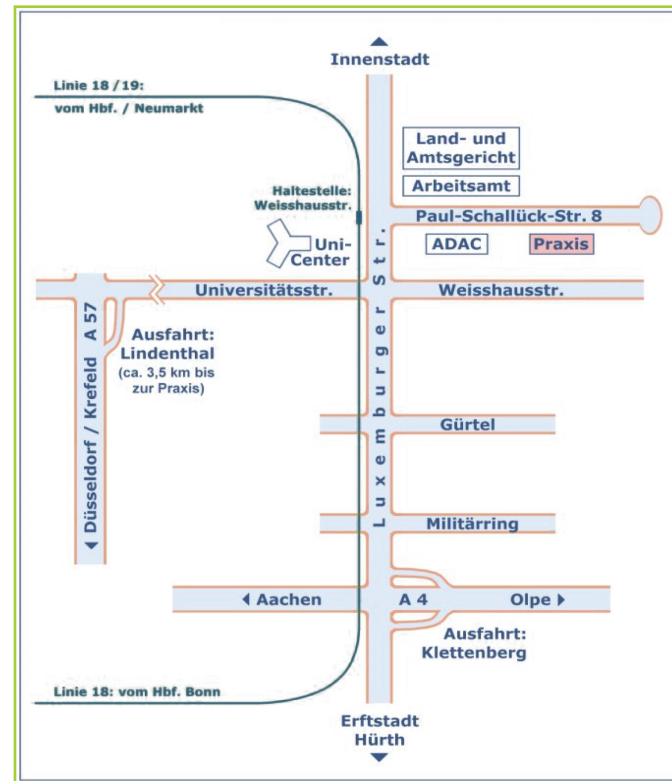 Innenstadt
Linie 18 / 19:
vom Hbf. / Neumarkt
Land- und
Amtsgericht
Arbeitsamt
Haltestelle:
Weisshausstr.
Paul-Schallück-Str. 8
Uni-
Center
ADAC
Praxis
Universitätsstr.
Weisshausstr.
Luxemburger Str.
Düsseldorf / Krefeld A 57
Ausfahrt:
Lindenthal
(ca. 3,5 km bis
zur Praxis)
Gürtel
Militärring
Aachen
A 4
Olpe
Ausfahrt:
Klettenberg
Linie 18: vom Hbf. Bonn
Erftstadt
Hürth